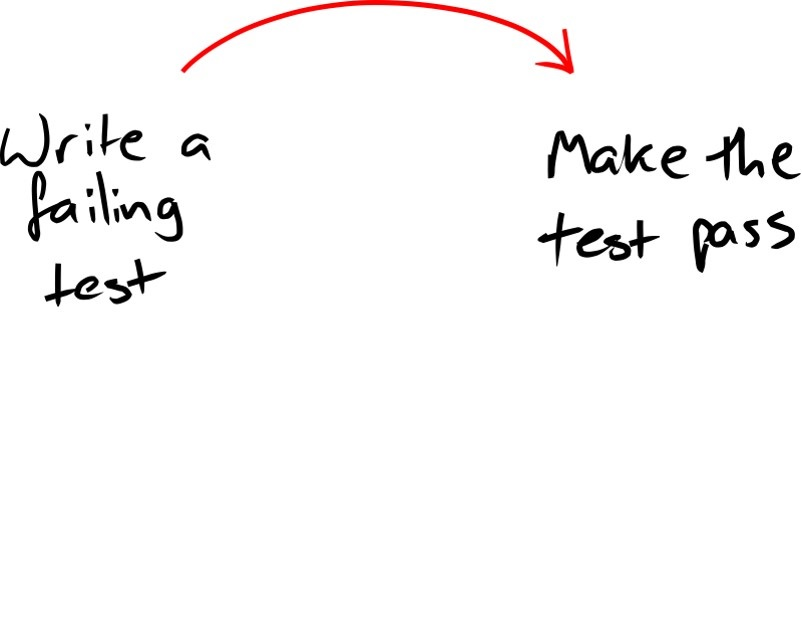 Write a
failing
test
Make the
test pass